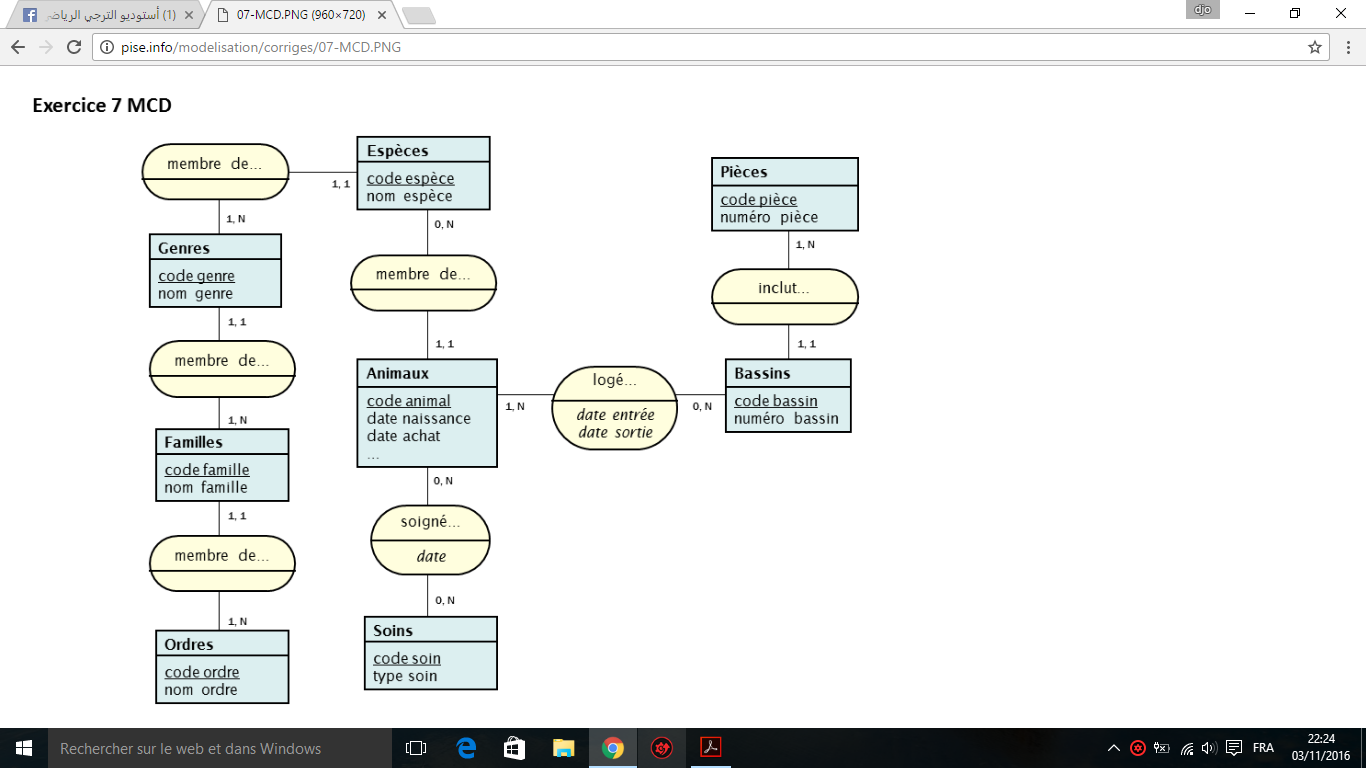 (1) أستوديو الترجي الرياضي
07-MCD.PNG (960×720)
djo
pise.info/modelisation/corriges/07-MCD.PNG
Exercice 7 MCD
membre de...
1, 1
Espèces
code espèce
nom espèce
1, N
Genres
code genre
nom genre
1, 1
membre de...
1, N
Familles
code famille
nom famille
1, 1
membre de...
1, N
Ordres
code ordre
nom ordre
0, N
membre de...
1, 1
Animaux
code animal
date naissance
date achat
...
1, N
logé...
date entrée
date sortie
0, N
Pièces
code pièce
numéro pièce
1, N
inclut...
1, 1
Bassins
code bassin
numéro bassin
0, N
soigné...
date
0, N
Soins
code soin
type soin
Rechercher sur le web et dans Windows
FRA
22:24
03/11/2016